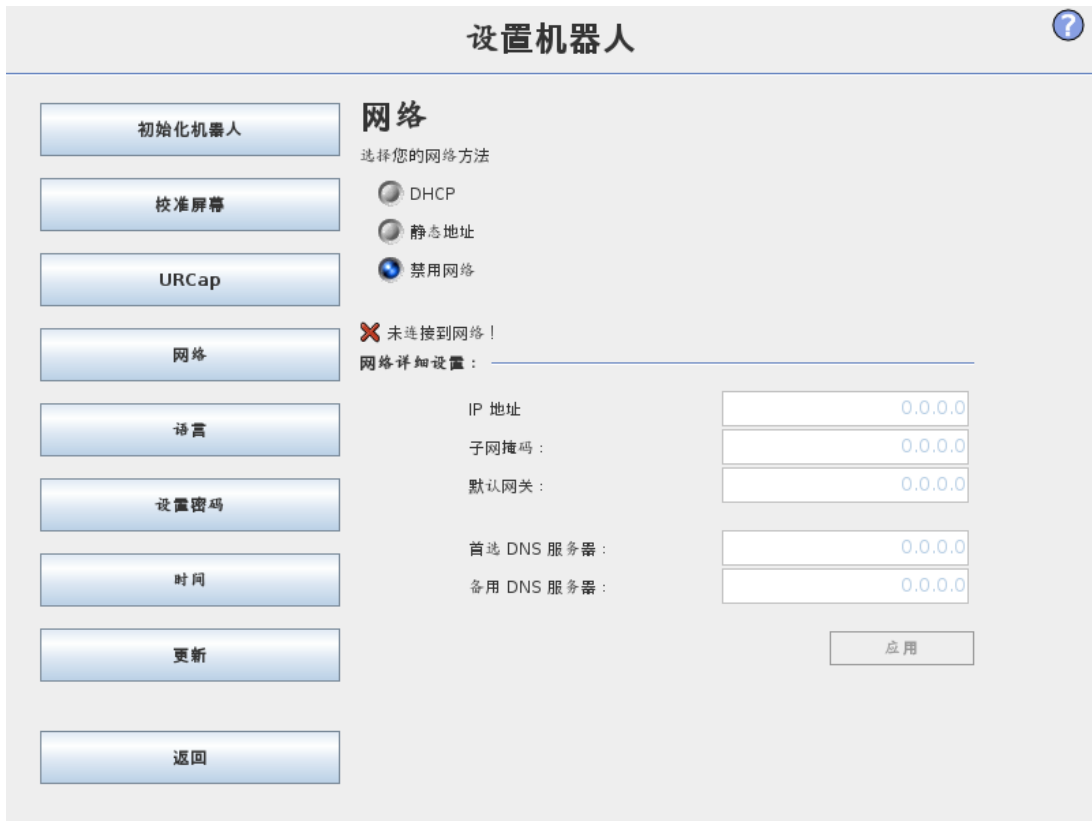 设置机器人
?
初始化机器人
校准屏幕
URCap
网络
语言
设置密码
时间
更新
返回
网络
选择您的网络方法
DHCP
静态地址
禁用网络
未连接到网络！
网络详细设置：
IP 地址 0.0.0.0
子网掩码： 0.0.0.0
默认网关： 0.0.0.0
首选 DNS 服务器： 0.0.0.0
备用 DNS 服务器： 0.0.0.0
应用